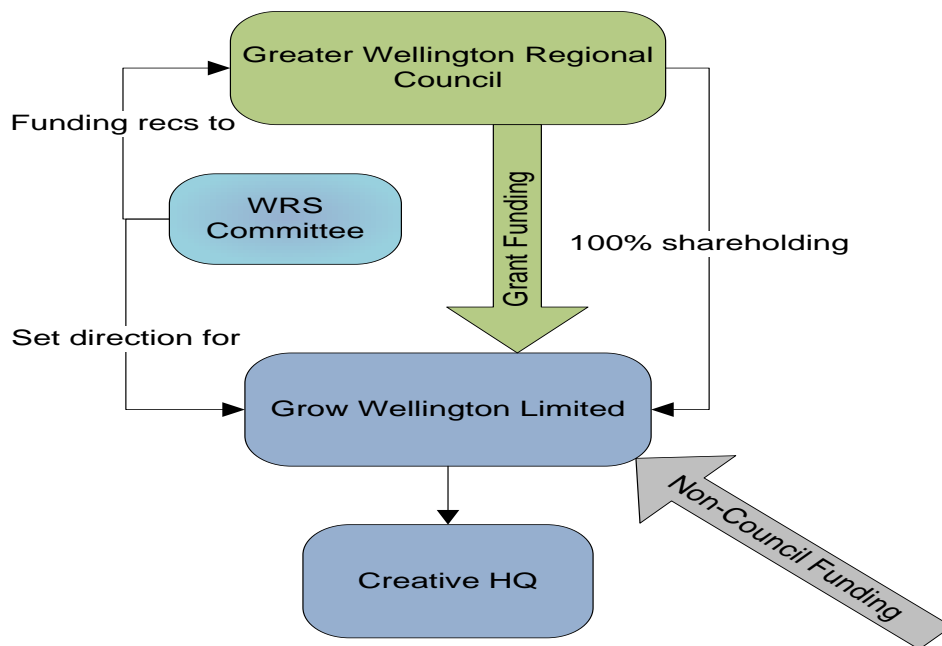 Greater Wellington Regional
Council
Funding recs to
WRS
Committee
Grant Funding
100% shareholding
Set direction for
Grow Wellington Limited
Non-Council Funding
Creative HQ